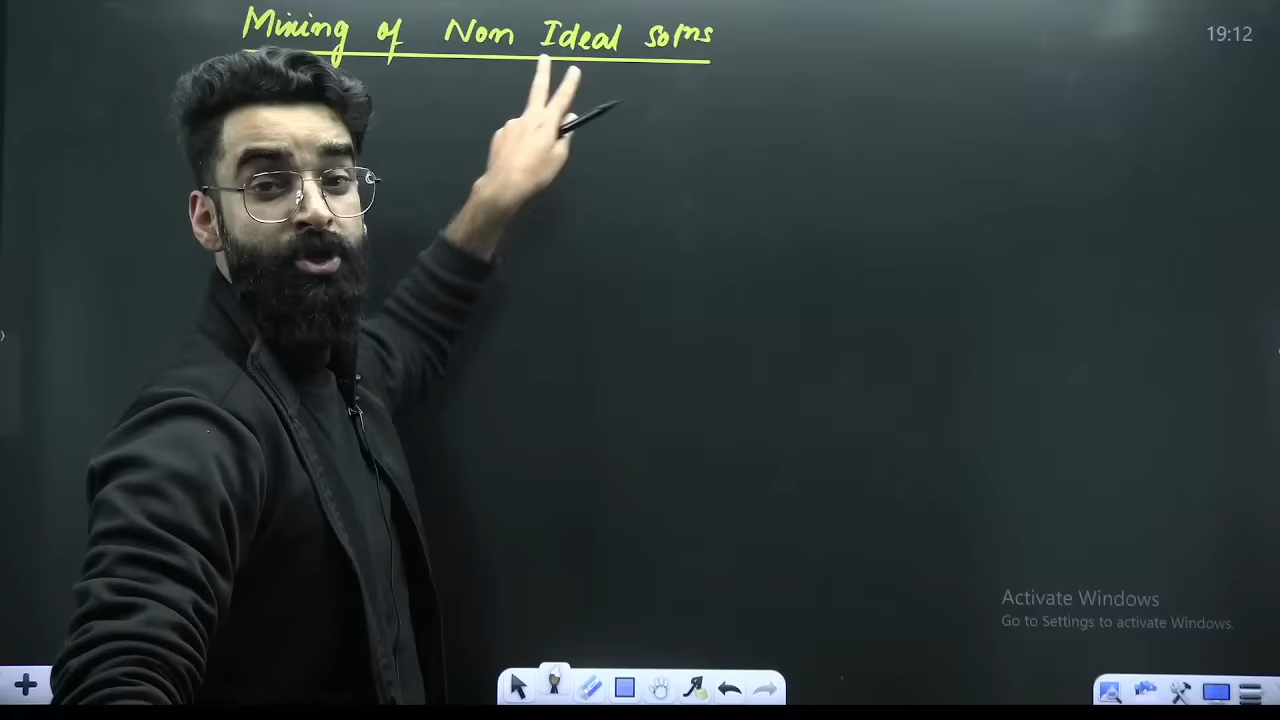 Mixing of Non Ideal solns
19:12
Activate Windows
Go to Settings to activate Windows.